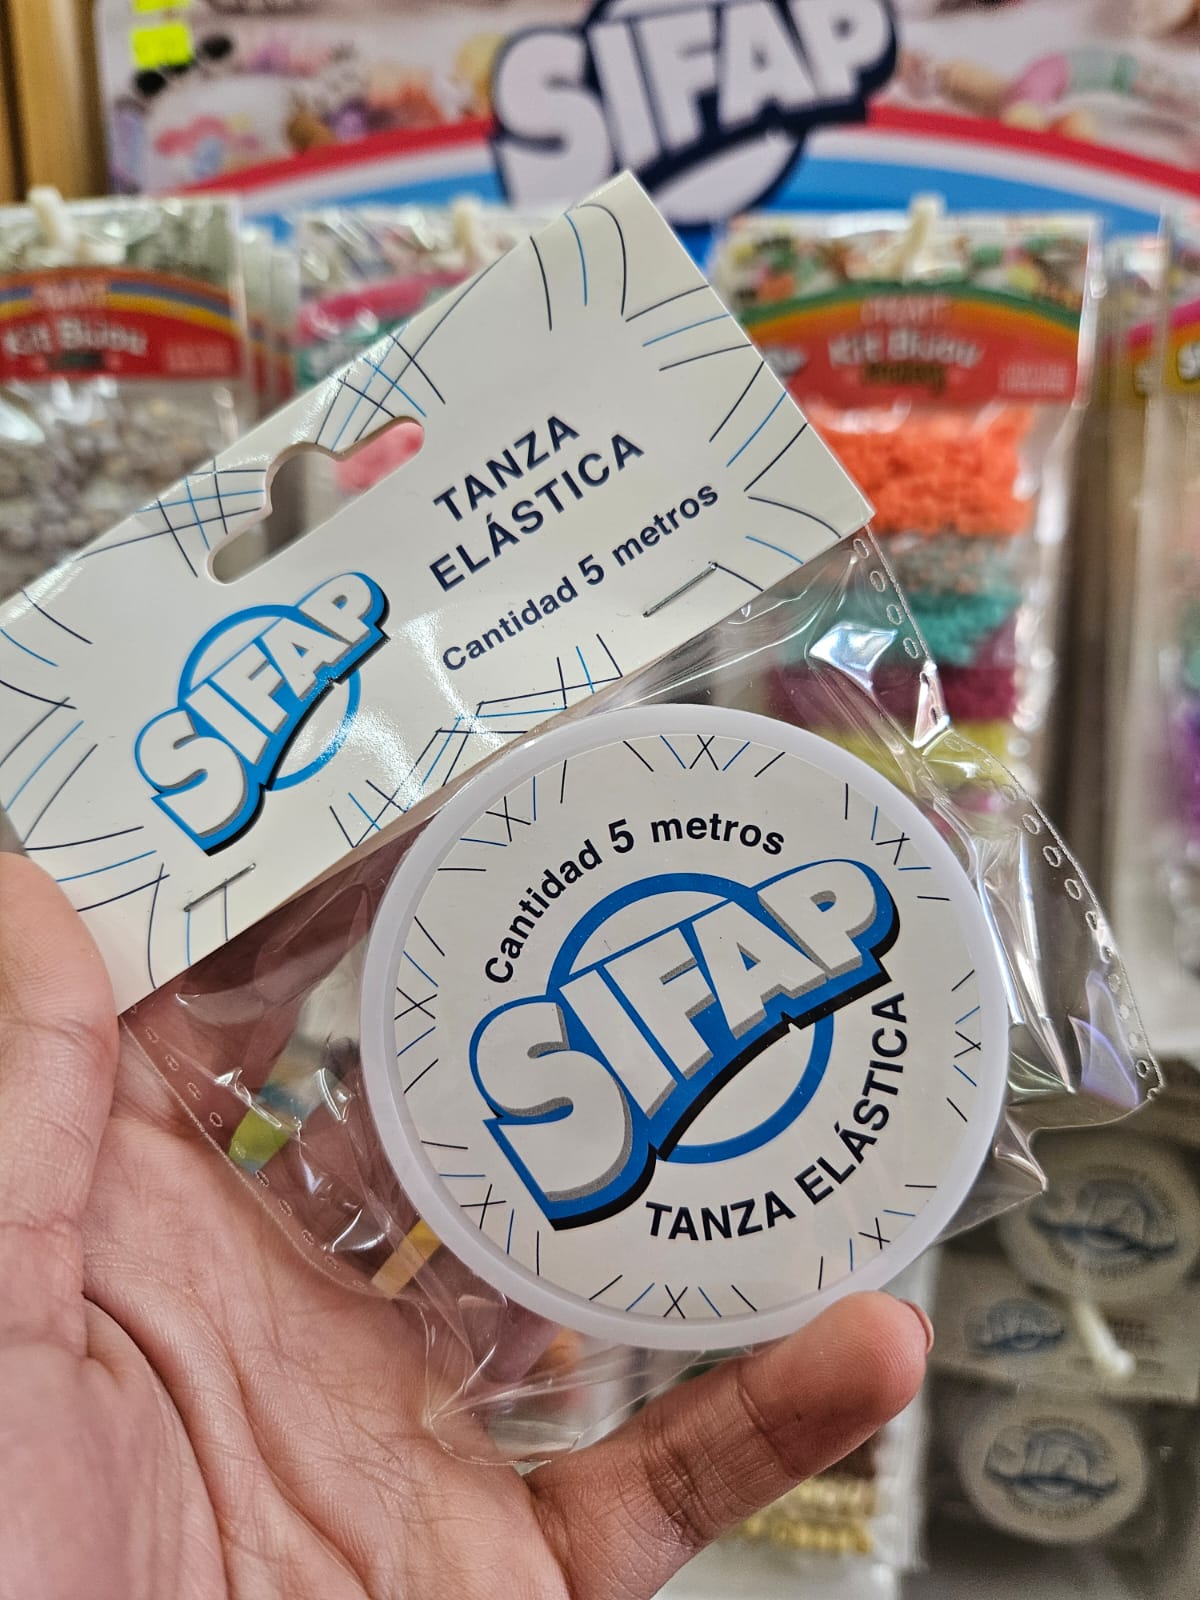 SIFAP
Kit Bijou
Kit Bijou
TANZA
ELÁSTICA
Cantidad 5 metros
SIFAP
Cantidad 5 metros
SIFAP
TANZA ELÁSTICA